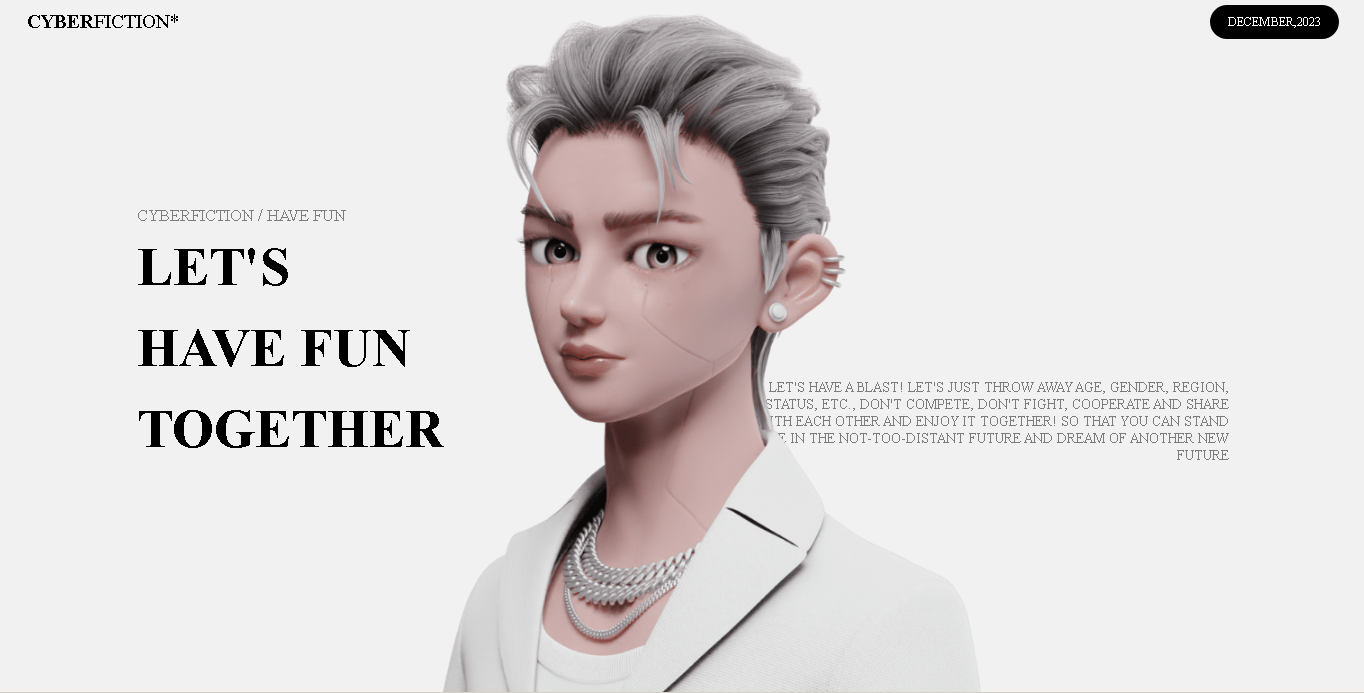 CYBERFICTION*
DECEMBER,2023
CYBERFICTION / HAVE FUN
LET'S
HAVE FUN
TOGETHER
LET'S HAVE A BLAST! LET'S JUST THROW AWAY AGE, GENDER, REGION,
STATUS, ETC., DON'T COMPETE, DON'T FIGHT, COOPERATE AND SHARE
EACH OTHER AND ENJOY IT TOGETHER! SO THAT YOU CAN STAND
IN THE NOT-TOO-DISTANT FUTURE AND DREAM OF ANOTHER NEW
FUTURE